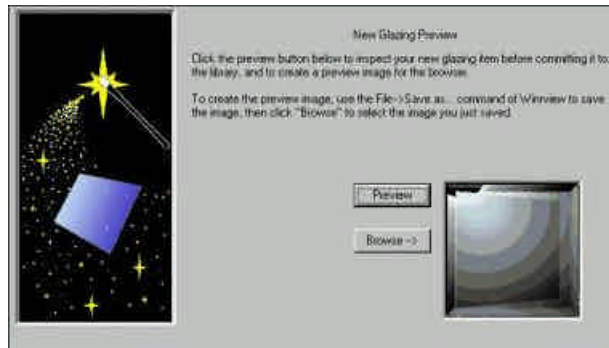 New Glazing Preview
Click the preview button below to inspect your new glazing item before committing it to
the library, and to create a preview image for the browser.
To create the preview image, use the File->Save as... command of Winrview to save
the image, then click "Browse" to select the image you just saved.
Preview
Browse ->